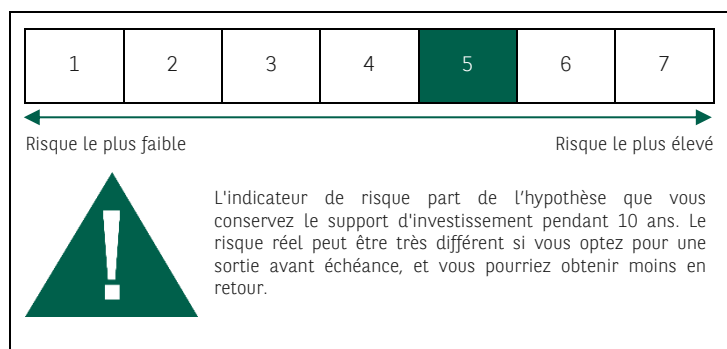 1 2 3 4 5 6 7
Risque le plus faible Risque le plus élevé
L'indicateur de risque part de l’hypothèse que vous
conservez le support d'investissement pendant 10 ans. Le
risque réel peut être très différent si vous optez pour une
sortie avant échéance, et vous pourriez obtenir moins en
retour.